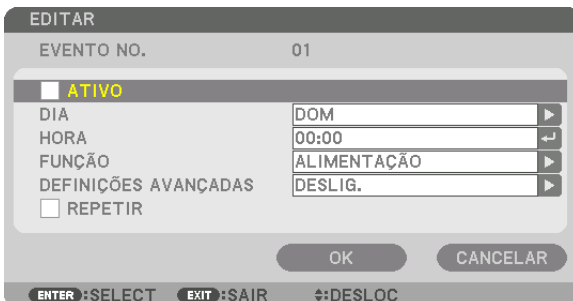 EDITAR
EVENTO NO. 01
ATIVO
DIA DOM
HORA 00:00
FUNÇÃO ALIMENTAÇÃO
DEFINIÇÕES AVANÇADAS DESLIG.
REPETIR
OK CANCELAR
ENTER :SELECT EXIT :SAIR :DESLOC